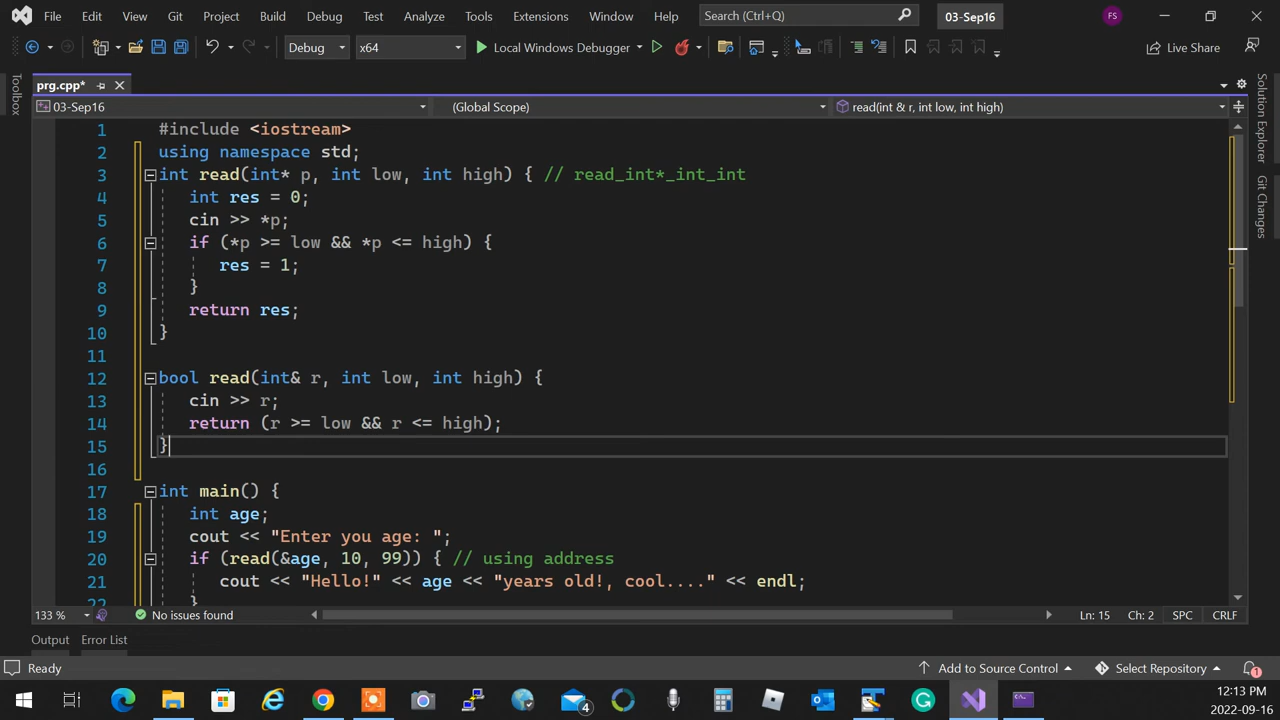 File Edit View Git Project Build Debug Test Analyze Tools Extensions Window Help Search (Ctrl+Q) 03-Sep16 FS
Debug x64 Local Windows Debugger Live Share
prg.cpp*
03-Sep16 (Global Scope) read(int & r, int low, int high)
Toolbox
Solution Explorer
Git Changes
1 #include <iostream>
2 using namespace std;
3 int read(int* p, int low, int high) { // read_int*_int_int
4 int res = 0;
5 cin >> *p;
6 if (*p >= low && *p <= high) {
7 res = 1;
8 }
9 return res;
10 }
11
12 bool read(int& r, int low, int high) {
13 cin >> r;
14 return (r >= low && r <= high);
15 }
16
17 int main() {
18 int age;
19 cout << "Enter you age: ";
20 if (read(&age, 10, 99)) { // using address
21 cout << "Hello!" << age << "years old!, cool...." << endl;
22 }
133 % No issues found Ln: 15 Ch: 2 SPC CRLF
Output Error List
Ready Add to Source Control Select Repository 1
4
12:13 PM
2022-09-16